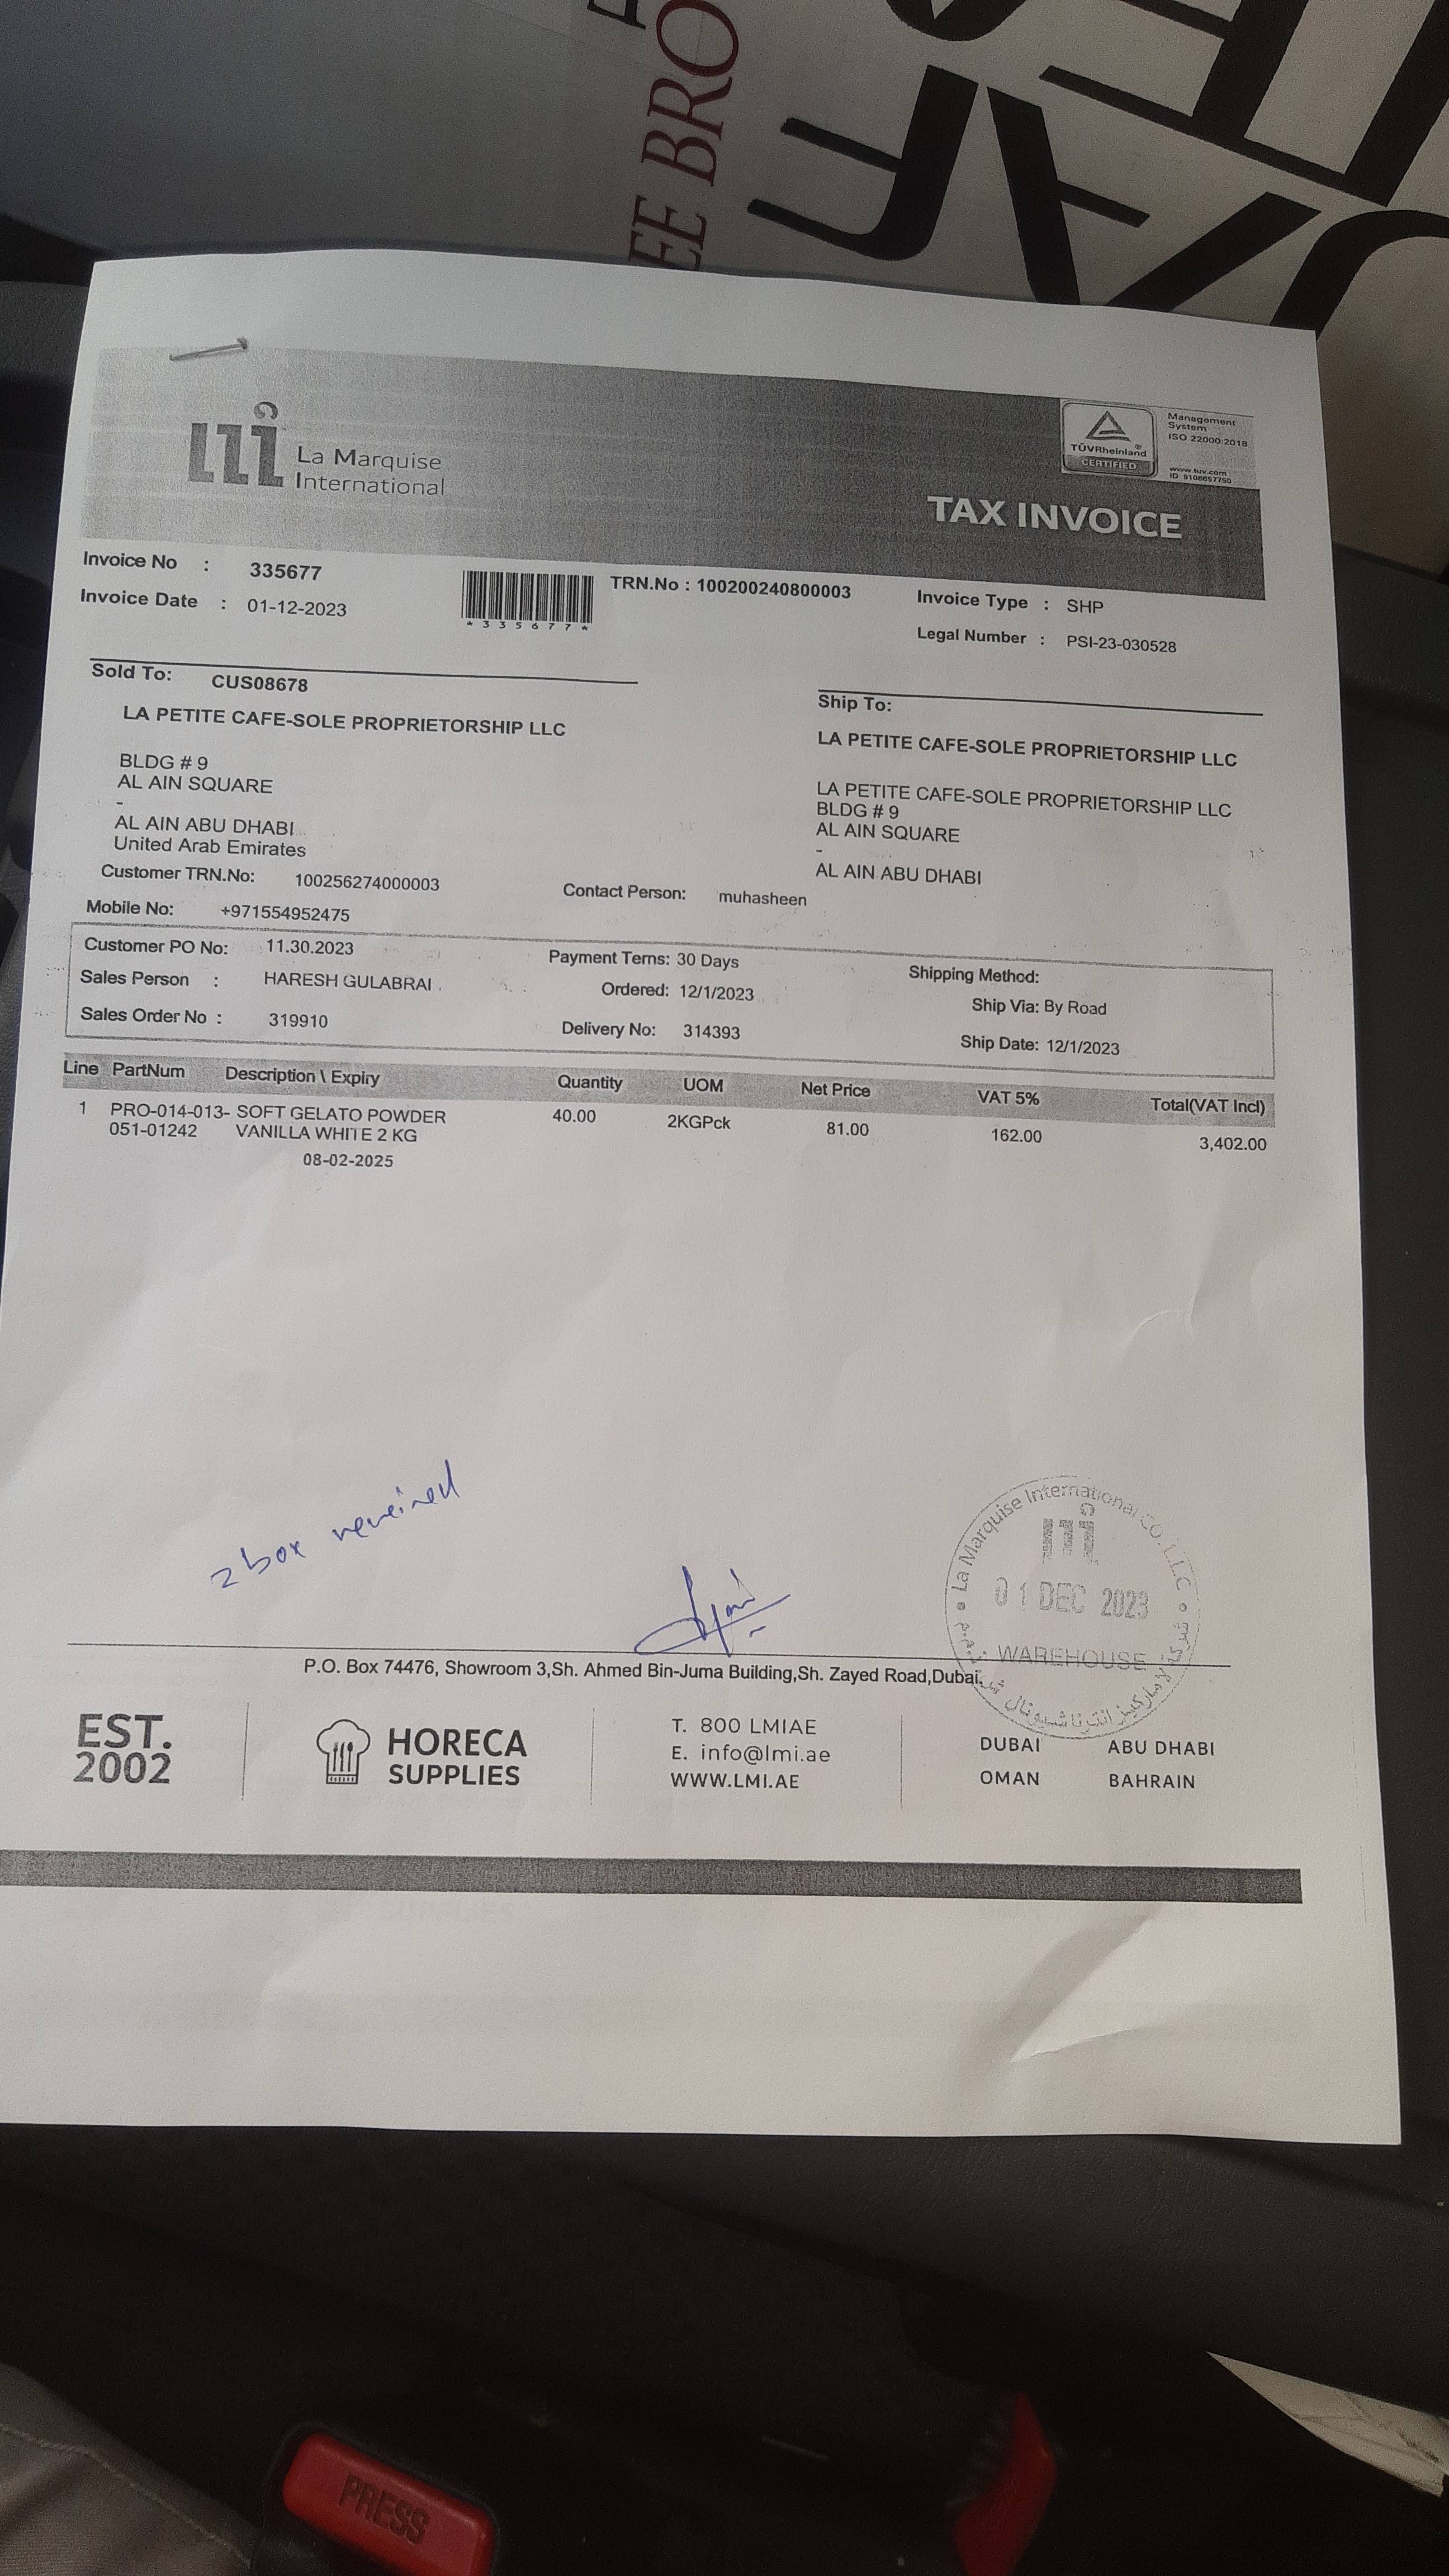 EE BRO
La Marquise
International
TÜVRheinland
CERTIFIED
Management
System
ISO 22000:2018
www.tuv.com
ID 9108657750
TAX INVOICE
Invoice No : 335677
Invoice Date : 01-12-2023
*335677*
TRN.No : 100200240800003
Invoice Type : SHP
Legal Number : PSI-23-030528
Sold To: CUS08678
LA PETITE CAFE-SOLE PROPRIETORSHIP LLC
BLDG # 9
AL AIN SQUARE
-
AL AIN ABU DHABI
United Arab Emirates
Customer TRN.No: 100256274000003
Mobile No: +971554952475
Contact Person: muhasheen
Ship To:
LA PETITE CAFE-SOLE PROPRIETORSHIP LLC
LA PETITE CAFE-SOLE PROPRIETORSHIP LLC
BLDG # 9
AL AIN SQUARE
-
AL AIN ABU DHABI
Customer PO No: 11.30.2023
Sales Person : HARESH GULABRAI
Sales Order No : 319910
Payment Terns: 30 Days
Ordered: 12/1/2023
Delivery No: 314393
Shipping Method:
Ship Via: By Road
Ship Date: 12/1/2023
Line PartNum Description \ Expiry Quantity UOM Net Price VAT 5% Total(VAT Incl)
1 PRO-014-013- SOFT GELATO POWDER 40.00 2KGPck 81.00 162.00 3,402.00
051-01242 VANILLA WHITE 2 KG
08-02-2025
2 box
La Marquise International CO. L.L.C
01 DEC 2023
WAREHOUSE
P.O. Box 74476, Showroom 3,Sh. Ahmed Bin-Juma Building,Sh. Zayed Road,Dubai.
EST.
2002
HORECA
SUPPLIES
T. 800 LMIAE
E. info@lmi.ae
WWW.LMI.AE
DUBAI ABU DHABI
OMAN BAHRAIN
PRESS